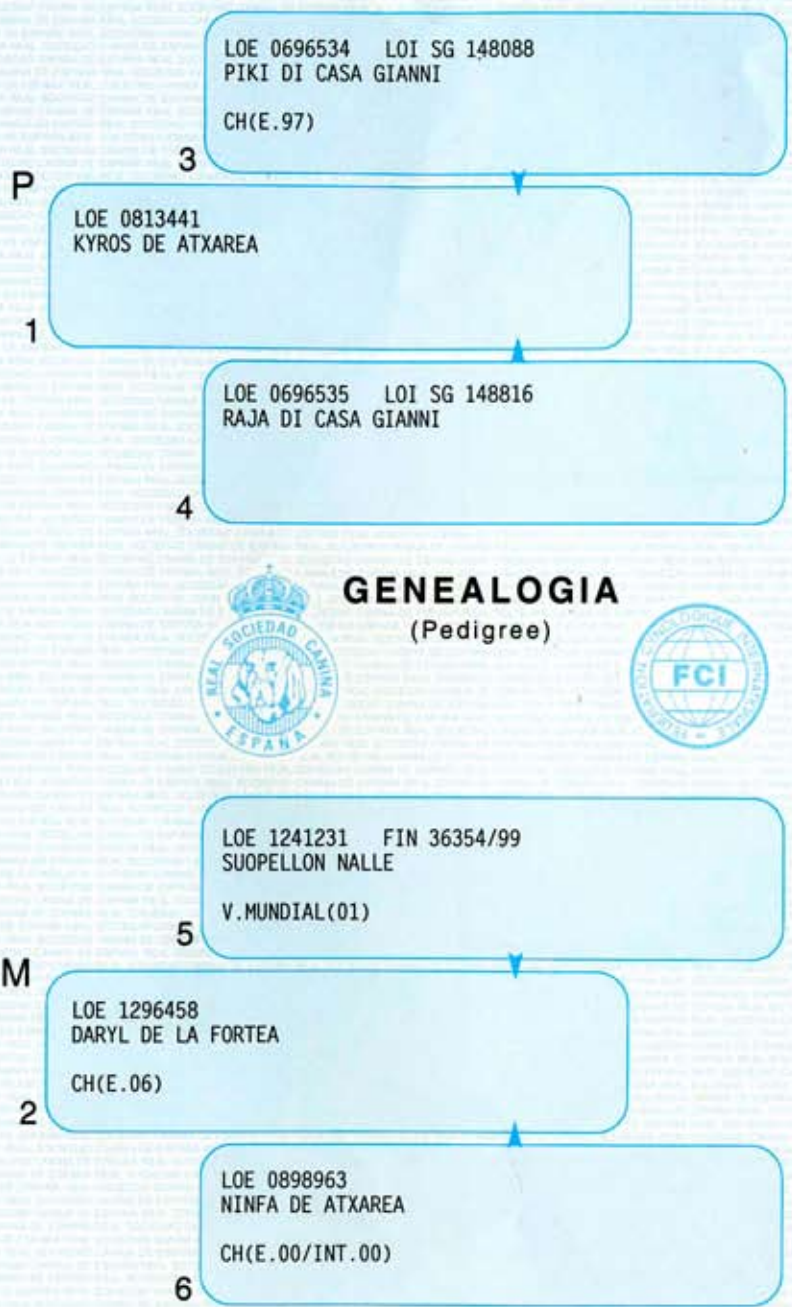 LOE 0696534 LOI SG 148088
PIKI DI CASA GIANNI
CH(E.97)
3
P
LOE 0813441
KYROS DE ATXAREA
1
LOE 0696535 LOI SG 148816
RAJA DI CASA GIANNI
4
GENEALOGIA
(Pedigree)
REAL SOCIEDAD CANINA
ESPAÑA
FEDERATION CYNOLOGIQUE INTERNATIONALE
FCI
LOE 1241231 FIN 36354/99
SUOPELLON NALLE
V.MUNDIAL(01)
5
M
LOE 1296458
DARYL DE LA FORTEA
CH(E.06)
2
LOE 0898963
NINFA DE ATXAREA
CH(E.00/INT.00)
6